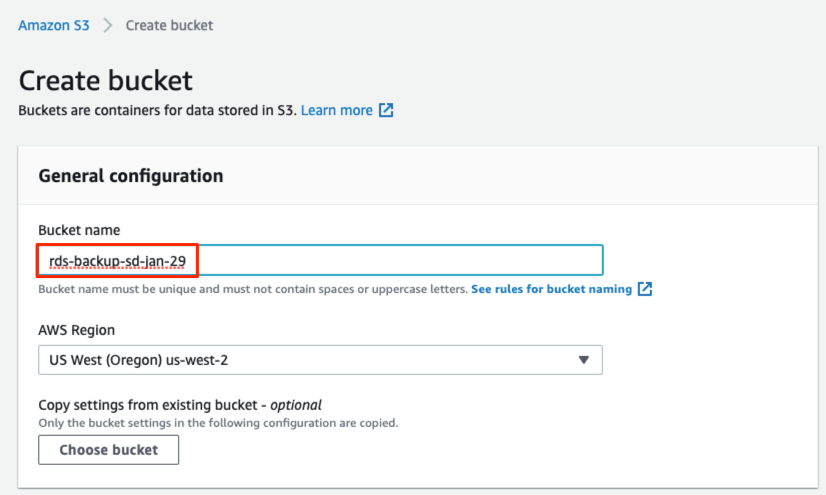 Amazon S3 > Create bucket
Create bucket
Buckets are containers for data stored in S3. Learn more
General configuration
Bucket name
rds-backup-sd-jan-29
Bucket name must be unique and must not contain spaces or uppercase letters. See rules for bucket naming
AWS Region
US West (Oregon) us-west-2
Copy settings from existing bucket - optional
Only the bucket settings in the following configuration are copied.
Choose bucket